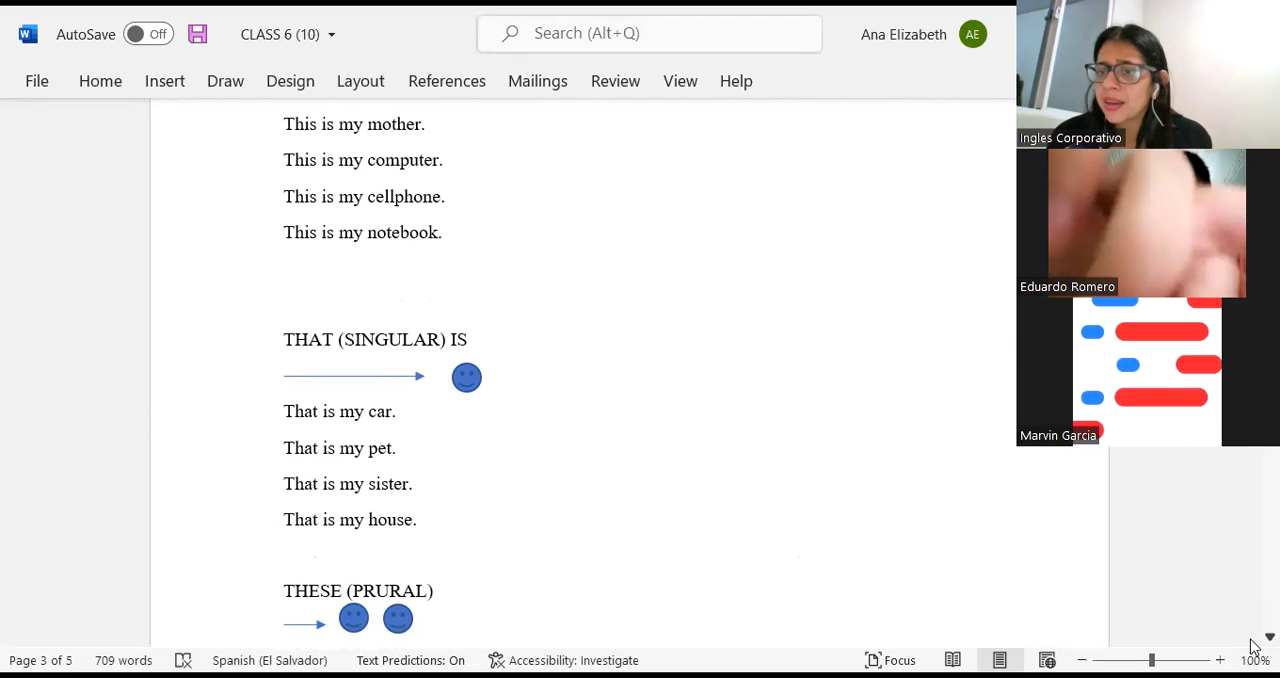 AutoSave Off CLASS 6 (10) Search (Alt+Q) Ana Elizabeth AE
File Home Insert Draw Design Layout References Mailings Review View Help
This is my mother.
This is my computer.
This is my cellphone.
This is my notebook.
THAT (SINGULAR) IS
That is my car.
That is my pet.
That is my sister.
That is my house.
THESE (PRURAL)
Ingles Corporativo
Eduardo Romero
Marvin Garcia
Page 3 of 5 709 words Spanish (El Salvador) Text Predictions: On Accessibility: Investigate Focus 100%